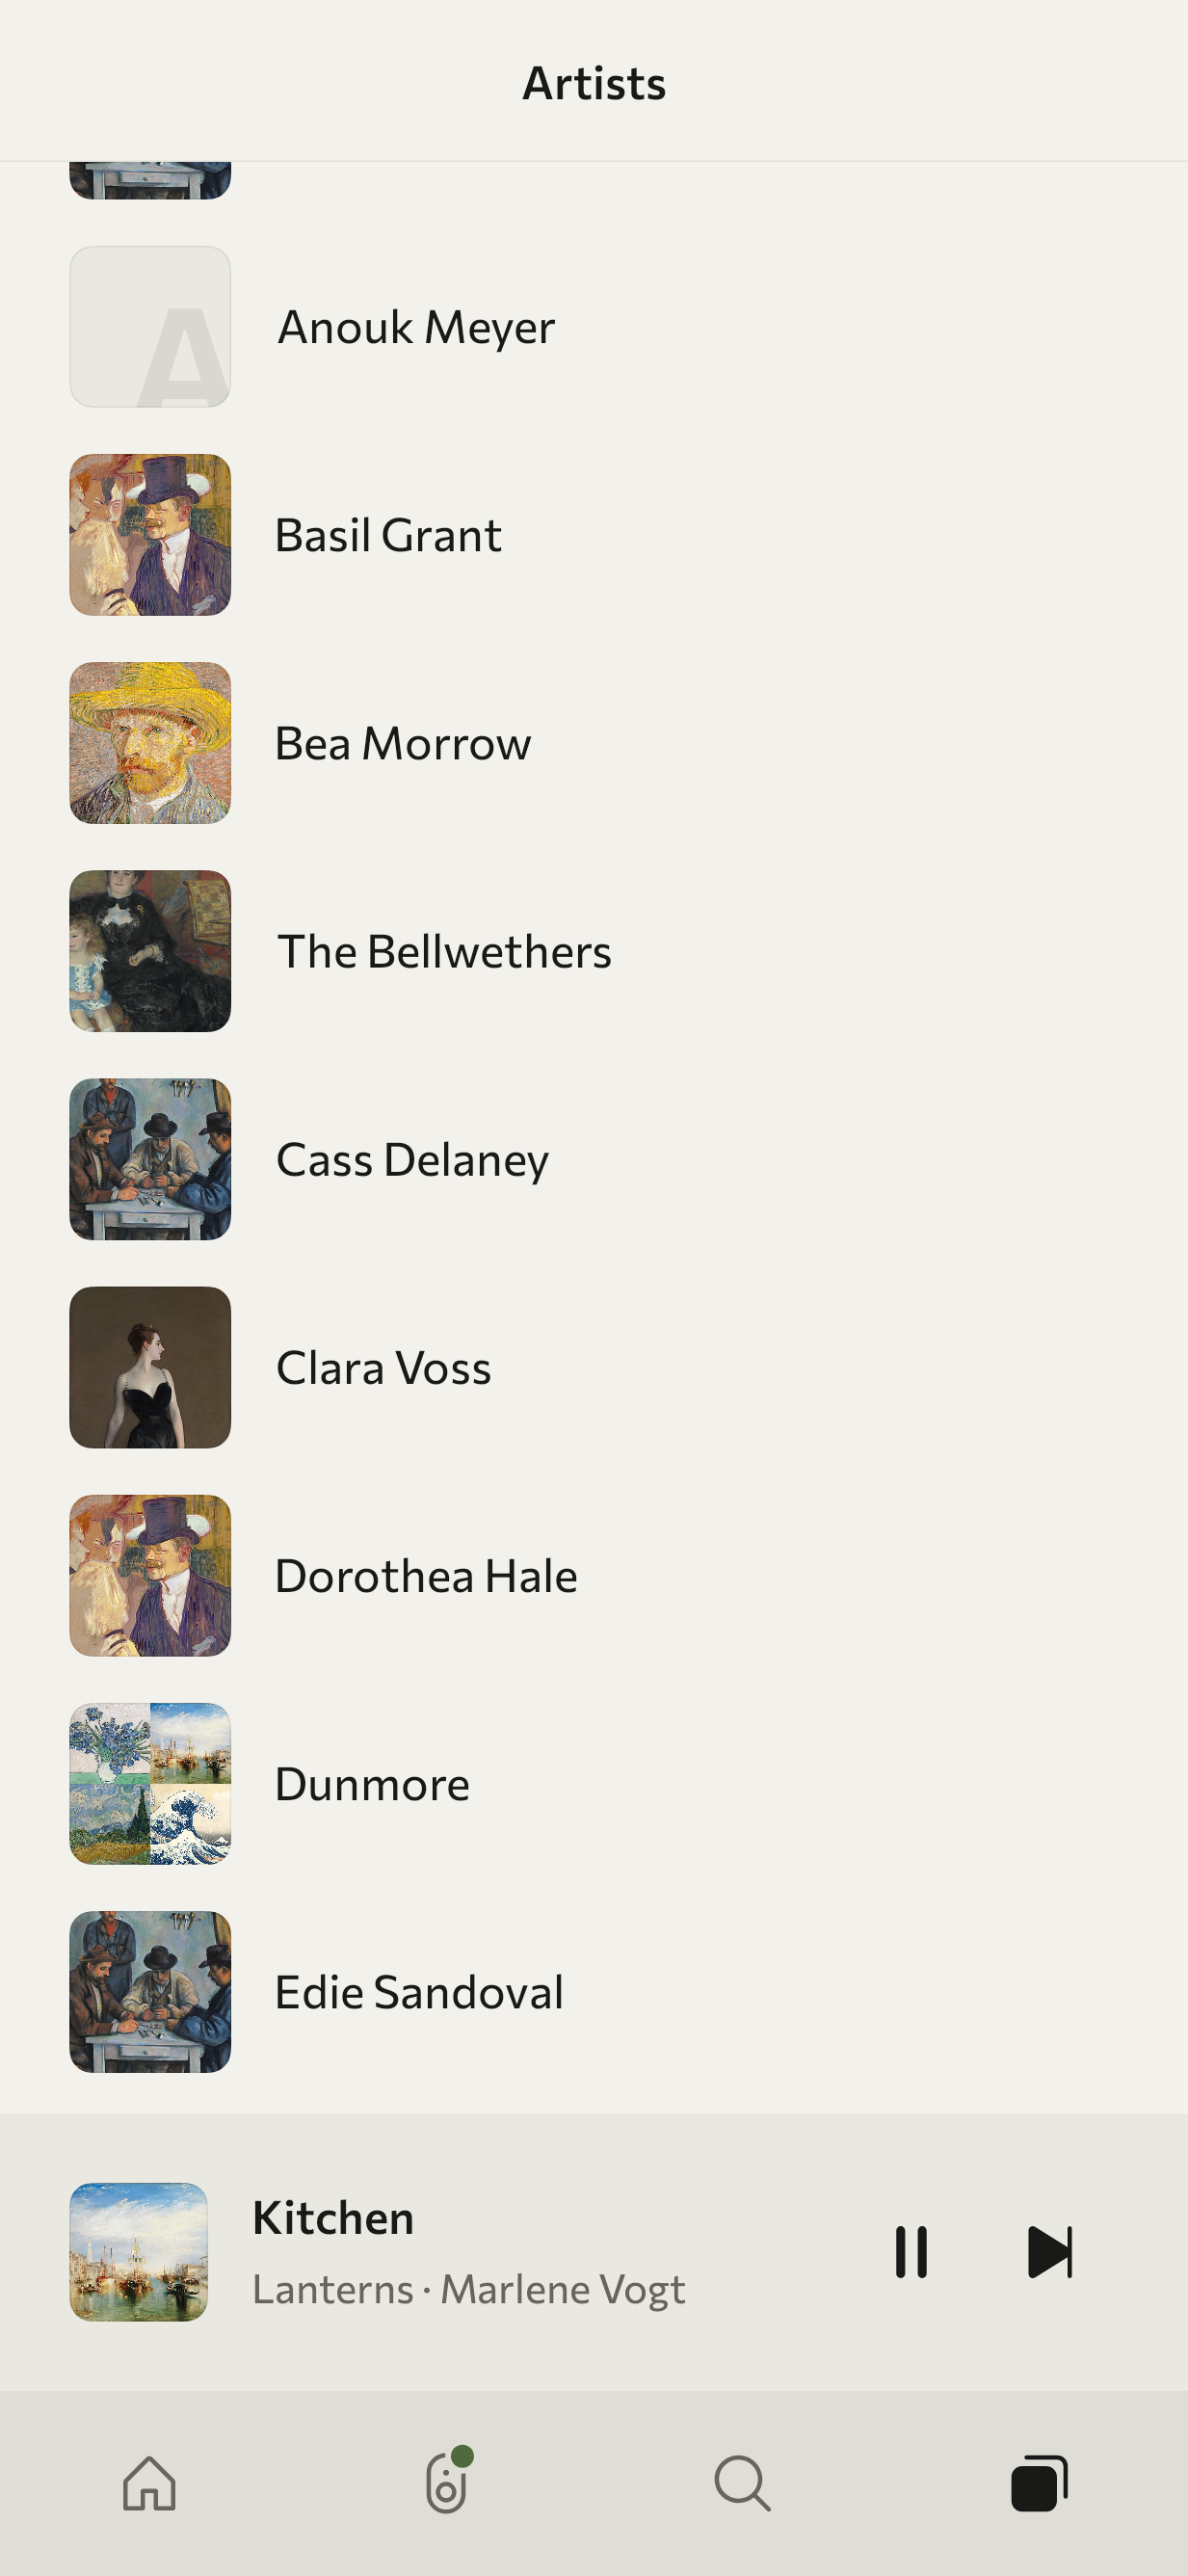 Artists
A
Anouk Meyer
Basil Grant
Bea Morrow
The Bellwethers
Cass Delaney
Clara Voss
Dorothea Hale
Dunmore
Edie Sandoval
Kitchen
Lanterns · Marlene Vogt